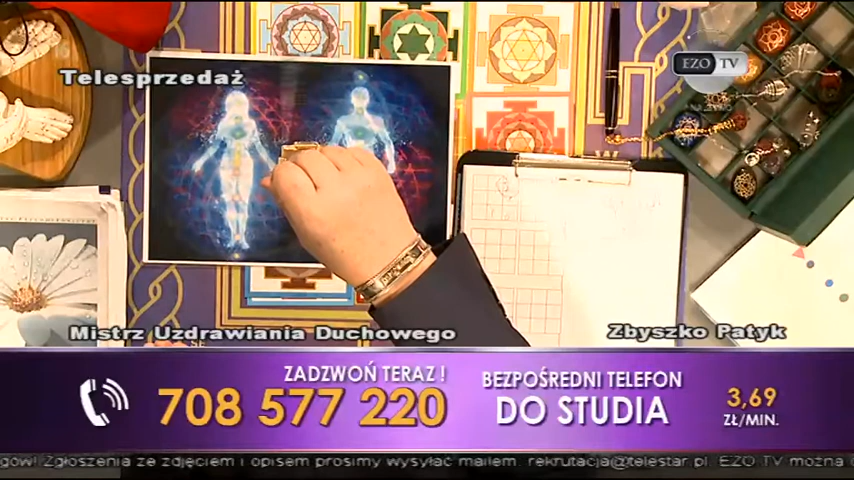 Telesprzedaż
EZO TV
Mistrz Uzdrawiania Duchowego
Zbyszko Patyk
ZADZWOŃ TERAZ !
708 577 220
BEZPOŚREDNI TELEFON
DO STUDIA
3,69
ZŁ/MIN.
Zgłoszenia ze zdjęciem i opisem prosimy wysyłać mailem: rekrutacja@telestar.pl. EZO TV można